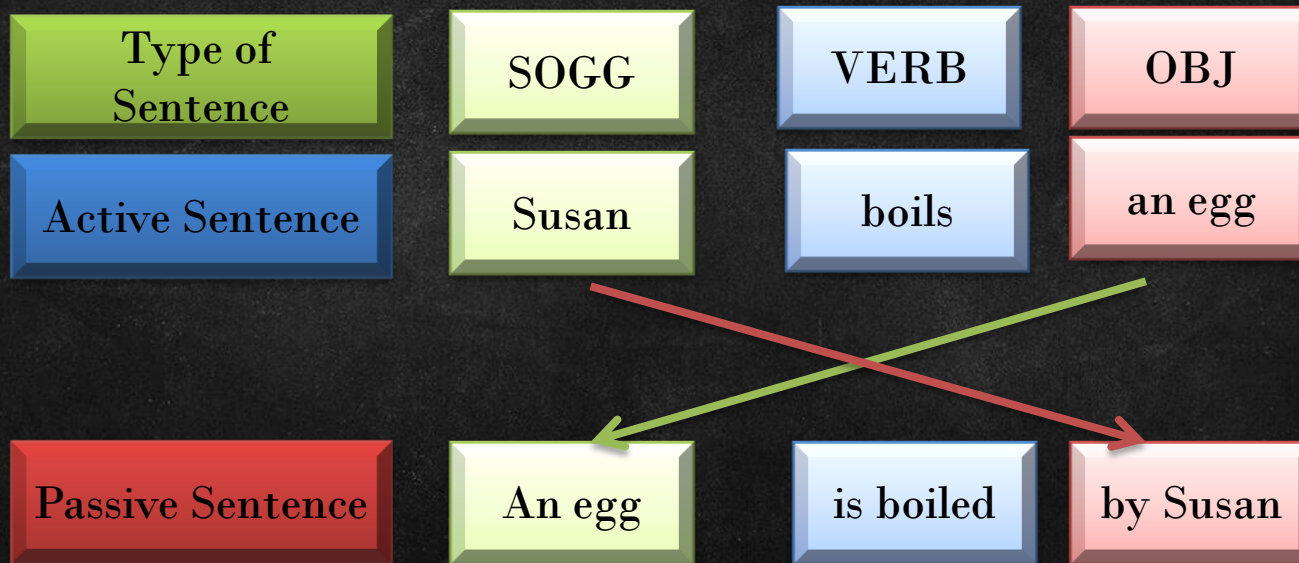 Type of
Sentence
SOGG
VERB
OBJ
Active Sentence
Susan
boils
an egg
Passive Sentence
An egg
is boiled
by Susan